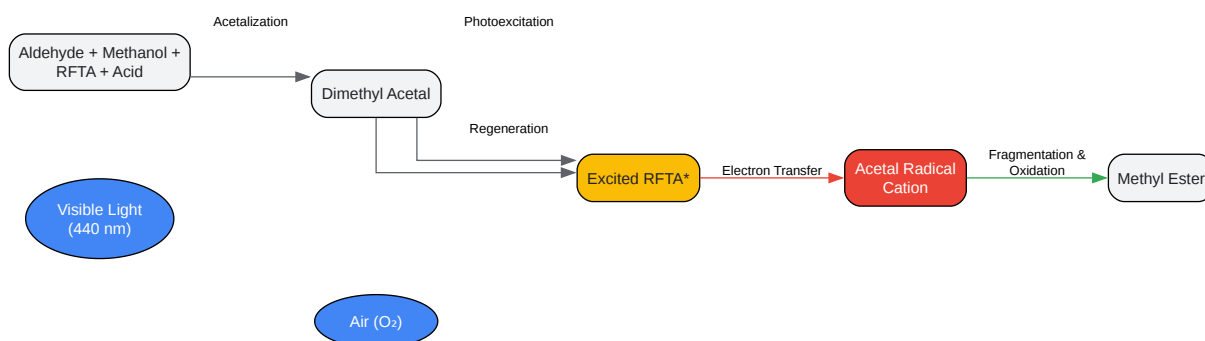 Acetalization
Photoexcitation
Aldehyde + Methanol +
RFTA + Acid
Dimethyl Acetal
Regeneration
Excited RFTA*
Electron Transfer
Acetal Radical
Cation
Fragmentation &
Oxidation
Methyl Ester
Visible Light
(440 nm)
Air (O₂)